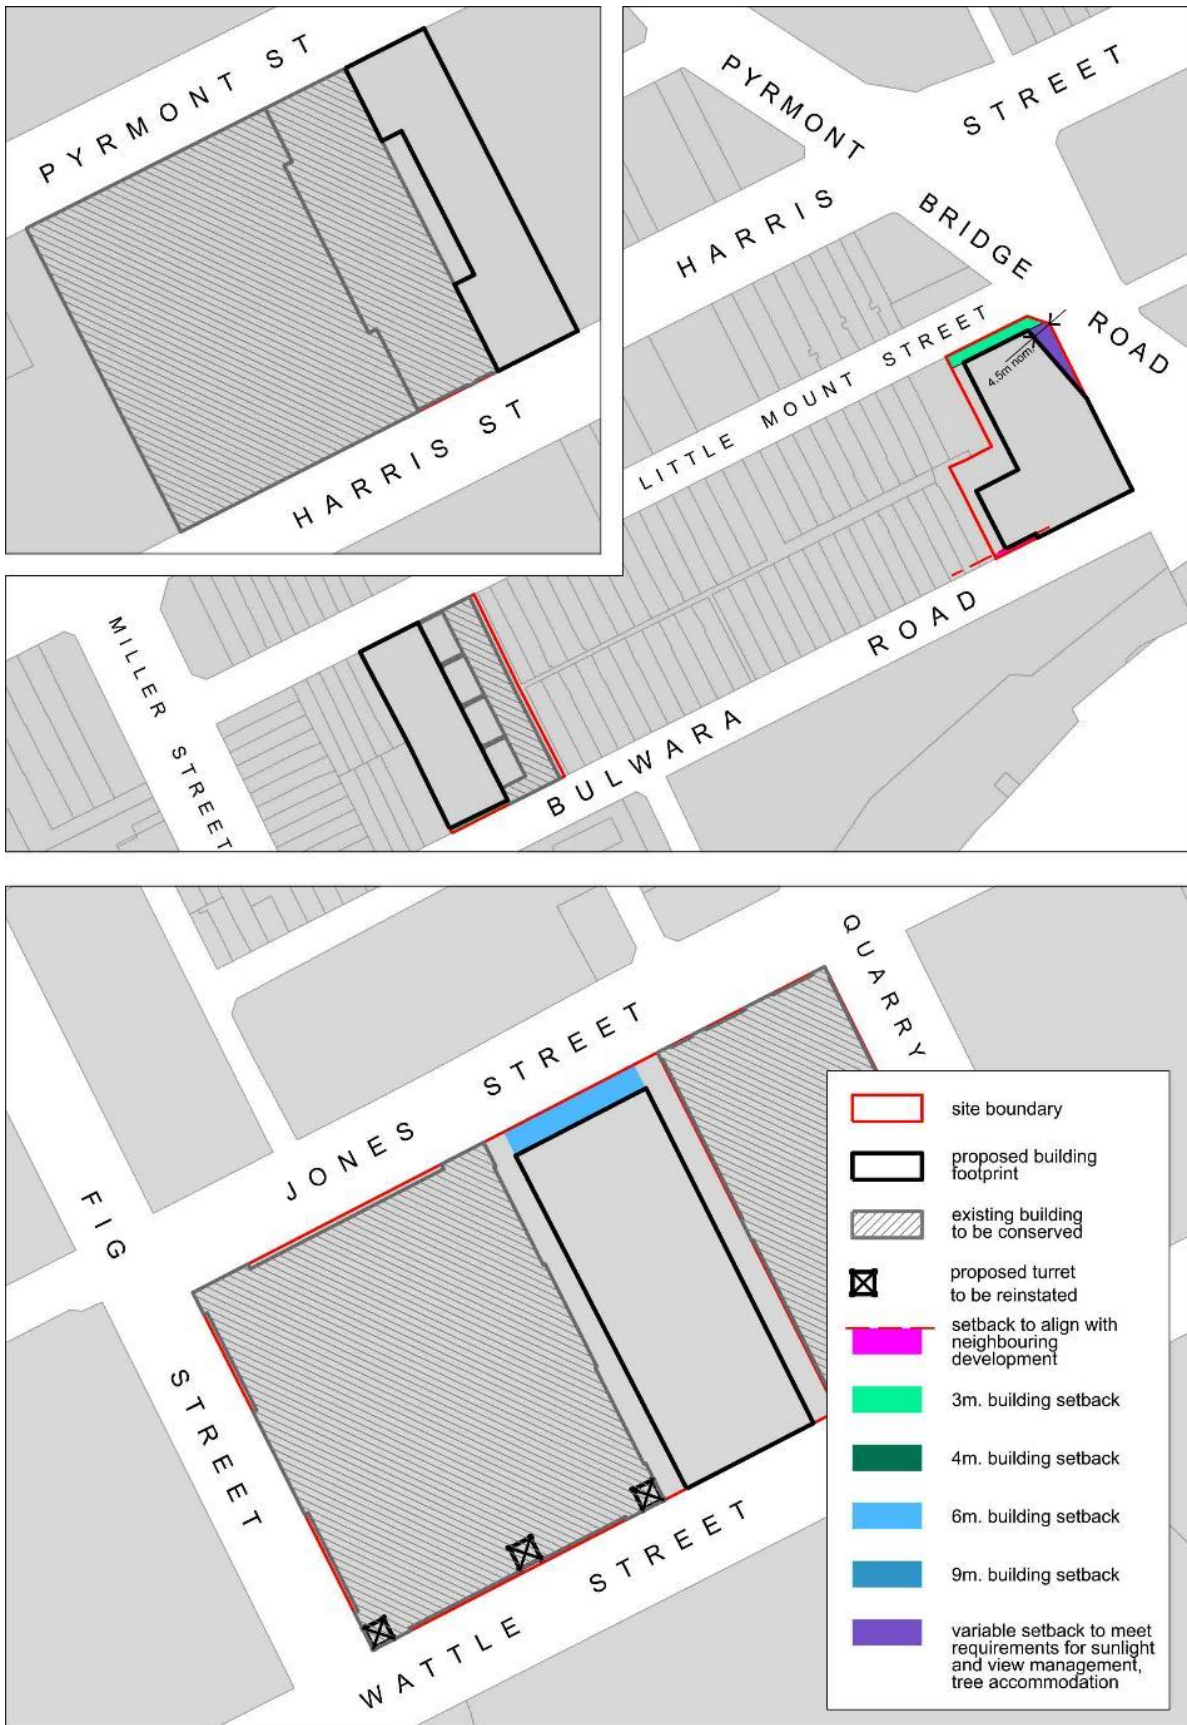 PYRMONT ST
HARRIS ST
PYRMONT
BRIDGE
ROAD
HARRIS
STREET
LITTLE MOUNT STREET
4.5m nom.
BULWARA
ROAD
MILLER STREET
JONES STREET
QUARRY
FIG
STREET
WATTLE STREET
site boundary
proposed building
footprint
existing building
to be conserved
proposed turret
to be reinstated
setback to align with
neighbouring
development
3m. building setback
4m. building setback
6m. building setback
9m. building setback
variable setback to meet
requirements for sunlight
and view management,
tree accommodation